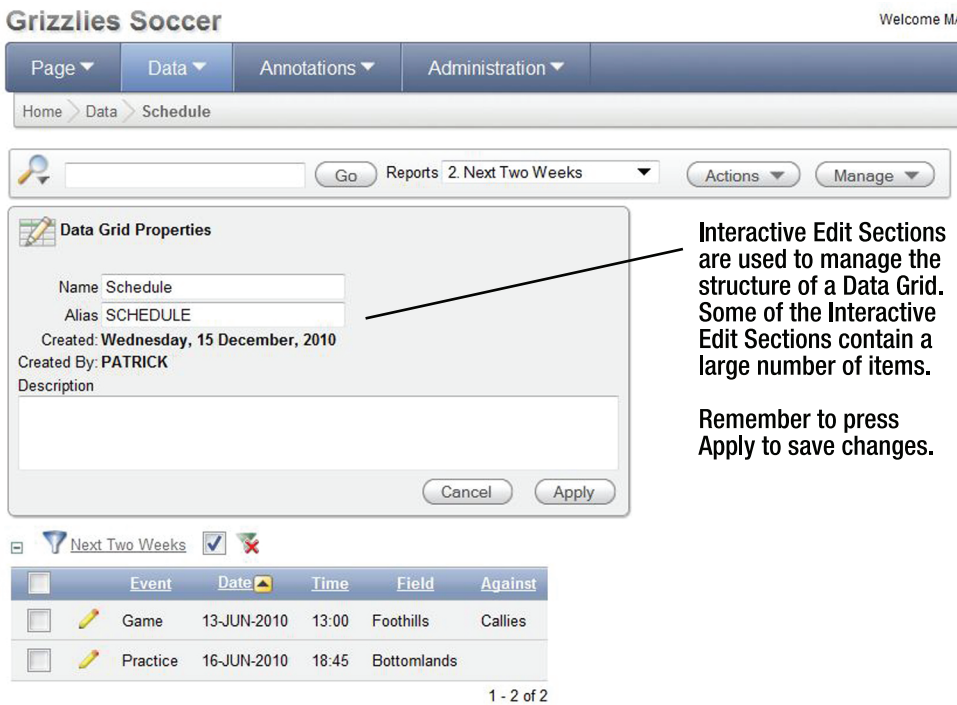 Grizzlies Soccer
Welcome MA
Page Data Annotations Administration
Home Data Schedule
Go Reports 2. Next Two Weeks Actions Manage
Data Grid Properties
Name Schedule
Alias SCHEDULE
Created: Wednesday, 15 December, 2010
Created By: PATRICK
Description
Cancel Apply
Interactive Edit Sections
are used to manage the
structure of a Data Grid.
Some of the Interactive
Edit Sections contain a
large number of items.
Remember to press
Apply to save changes.
Next Two Weeks
Event Date Time Field Against
Game 13-JUN-2010 13:00 Foothills Callies
Practice 16-JUN-2010 18:45 Bottomlands
1 - 2 of 2